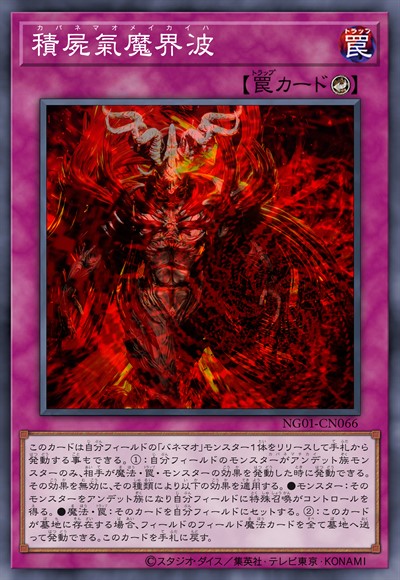 カバネマオメイカイハ
積屍氣魔界波
トラップ
罠
【罠カード】
トラップ
NG01-CN066
このカードは自分フィールドの「バネマオ」モンスター1体をリリースして手札から
発動する事もできる。①：自分フィールドのモンスターがアンデット族モン
スターのみ、相手が魔法・罠・モンスターの効果を発動した時に発動できる。
その効果を無効に、その種類により以下の効果を適用する。●モンスター：そのモ
ンスターをアンデット族になり自分フィールドに特殊召喚がコントロールを
得る。●魔法・罠：そのカードを自分フィールドにセットする。②：このカード
が墓地に存在する場合、フィールドのフィールド魔法カードを全て墓地へ送
って発動できる。このカードを手札に戻す。
©スタジオ・ダイス／集英社・テレビ東京・KONAMI